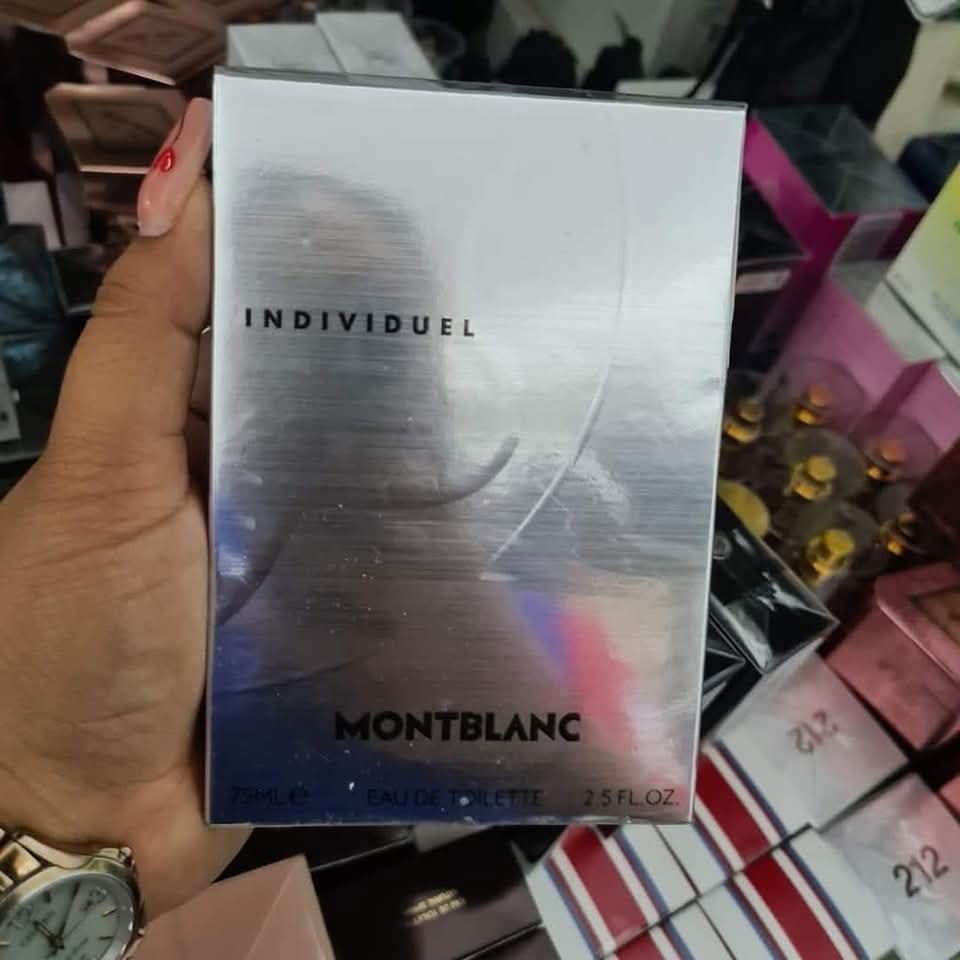 INDIVIDUEL
MONTBLANC
75ML e EAU DE TOILETTE 2.5 FL.OZ.
212
212